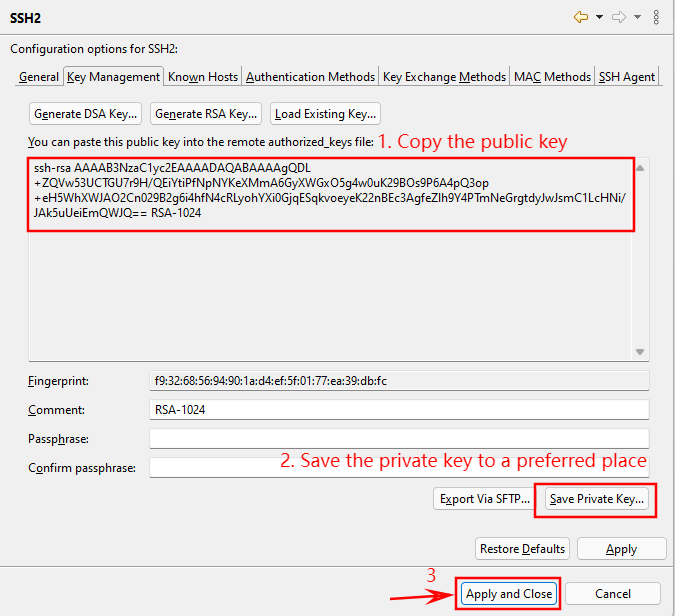 SSH2
Configuration options for SSH2:
General Key Management Known Hosts Authentication Methods Key Exchange Methods MAC Methods SSH Agent
Generate DSA Key... Generate RSA Key... Load Existing Key...
You can paste this public key into the remote authorized_keys file: 1. Copy the public key
ssh-rsa AAAAB3NzaC1yc2EAAAADAQABAAAAgQDL
+ZQVw53UCTGU7r9H/QEiYtiPfNpNYKeXMmA6GyXWGxO5g4w0uK29BOs9P6A4pQ3op
+eH5WhXWJAO2Cn029B2g6i4hfN4cRLyohYXi0GjqESqkvoeyeK22nBEc3AgfeZIh9Y4PTmNeGrgtdyJwJsmC1LcHNi/
JAk5uUeiEmQWJQ== RSA-1024
Fingerprint: f9:32:68:56:94:90:1a:d4:ef:5f:01:77:ea:39:db:fc
Comment: RSA-1024
Passphrase:
Confirm passphrase: 2. Save the private key to a preferred place
Export Via SFTP... Save Private Key...
Restore Defaults Apply
3
Apply and Close Cancel